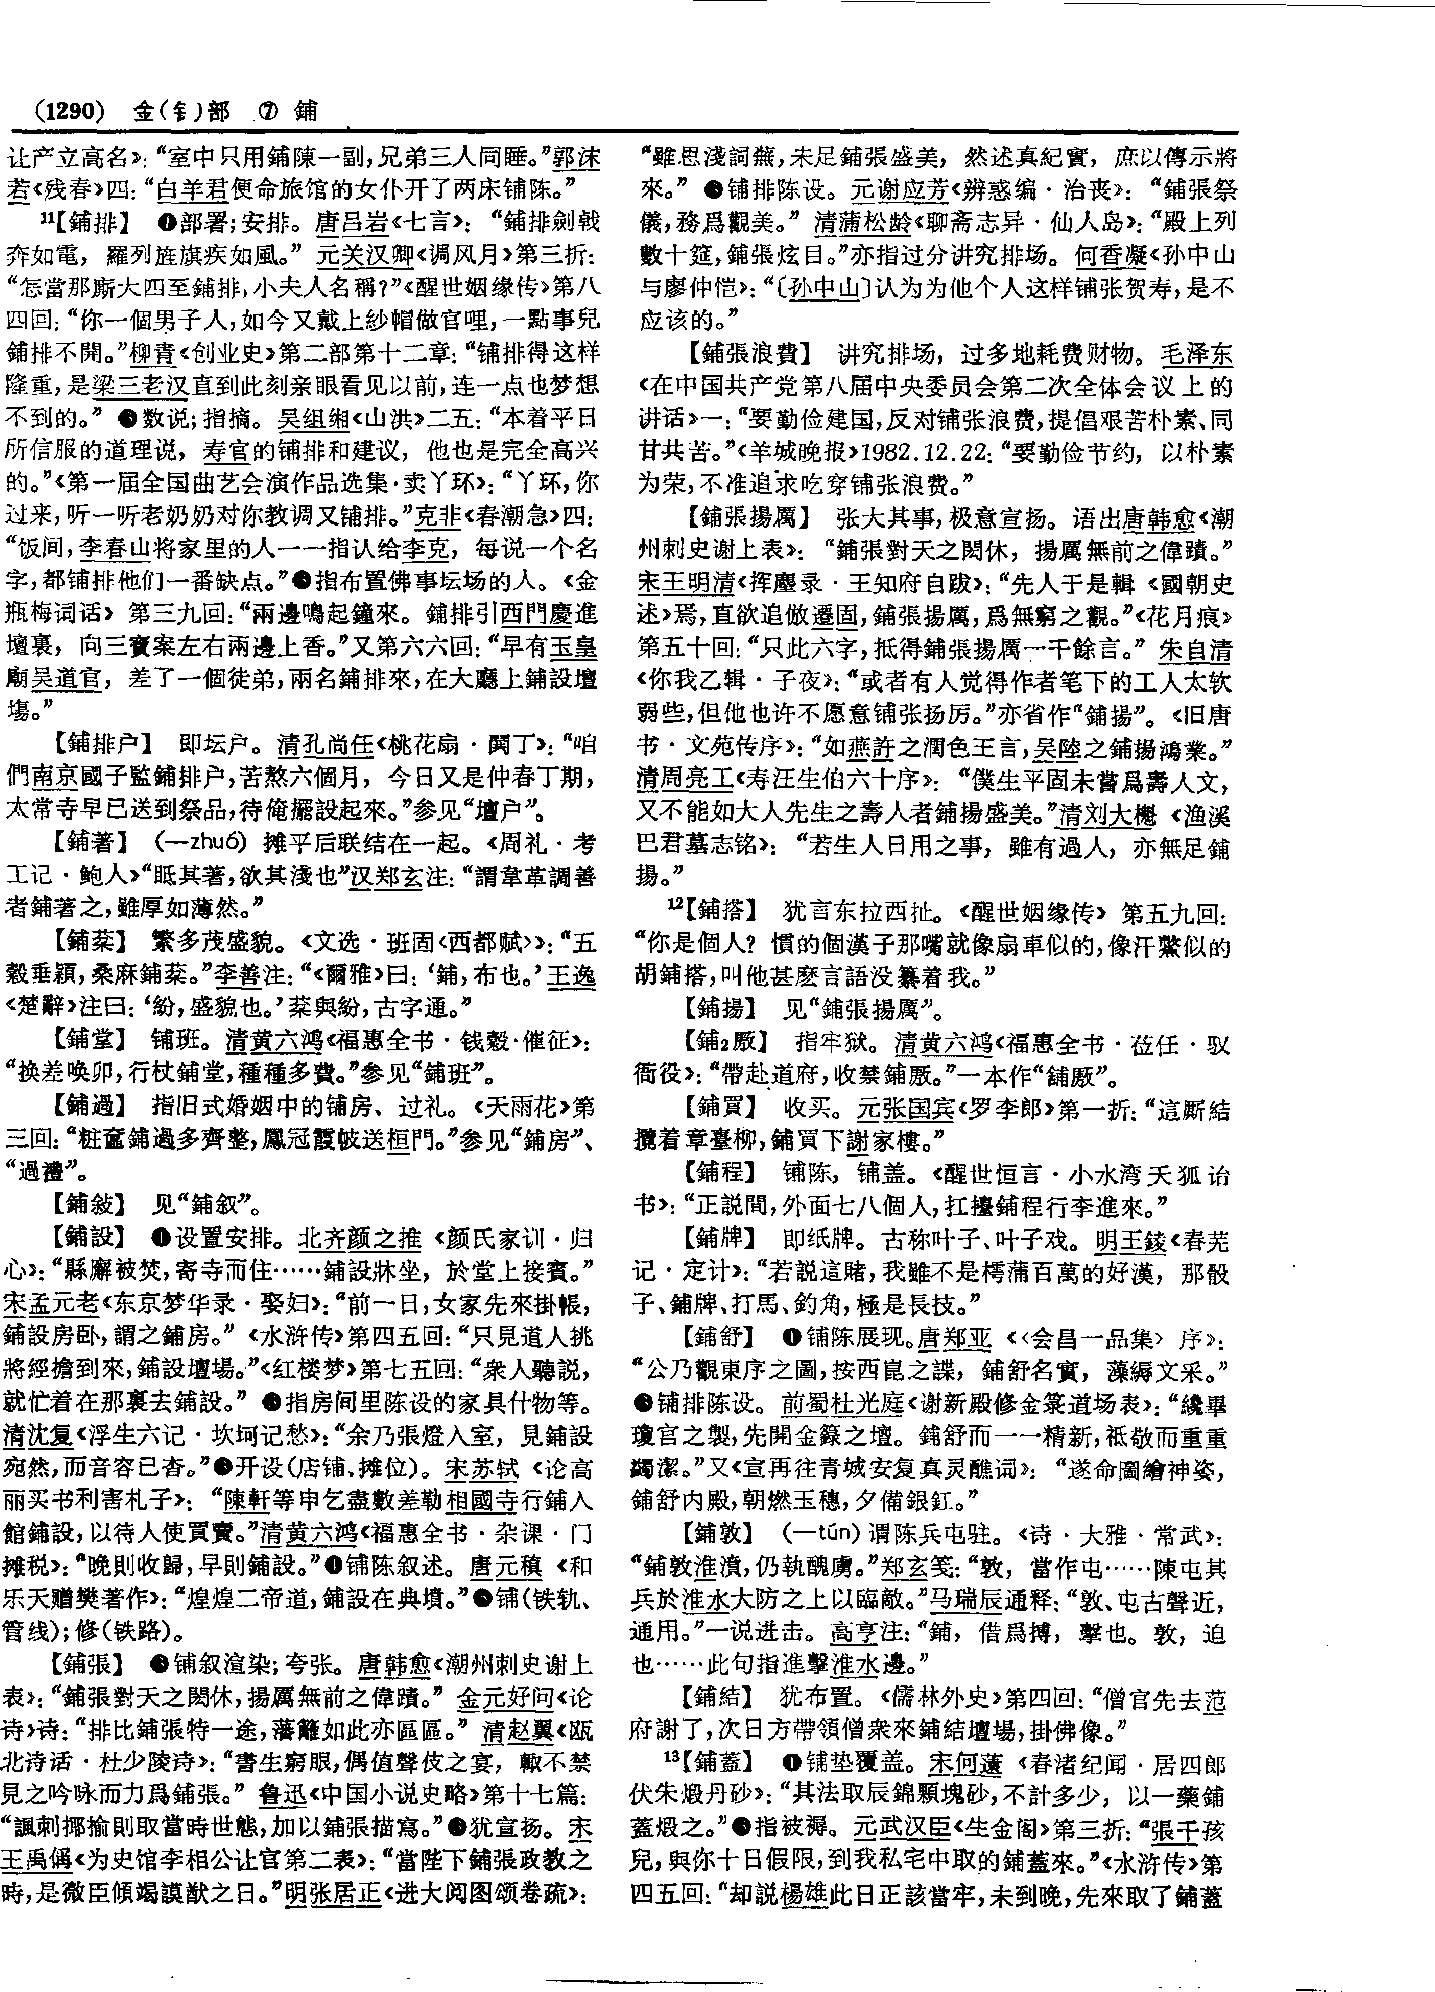 (1290) 金(钅)部 ⑦ 鋪
让产立高名》：“室中只用鋪陳一副，兄弟三人同睡。”郭沫
若《残春》四：“白羊君便命旅馆的女仆开了两床铺陈。”
11【鋪排】 ❶部署；安排。唐吕岩《七言》：“鋪排劍戟
奔如電，羅列旌旗疾如風。”元关汉卿《调风月》第三折：
“怎當那廝大四至鋪排，小夫人名稱？”《醒世姻缘传》第八
四回：“你一個男子人，如今又戴上紗帽做官哩，一點事兒
鋪排不開。”柳青《创业史》第二部第十二章：“铺排得这样
隆重，是梁三老汉直到此刻亲眼看见以前，连一点也梦想
不到的。”❷数说；指摘。吴组缃《山洪》二五：“本着平日
所信服的道理说，寿官的铺排和建议，他也是完全高兴
的。”《第一届全国曲艺会演作品选集·卖丫环》：“丫环，你
过来，听一听老奶奶对你教调又铺排。”克非《春潮急》四：
“饭间，李春山将家里的人一一指认给李克，每说一个名
字，都铺排他们一番缺点。”❸指布置佛事坛场的人。《金
瓶梅词话》第三九回：“兩邊鳴起鐘來。鋪排引西門慶進
壇裏，向三寶案左右兩邊上香。”又第六六回：“早有玉皇
廟吴道官，差了一個徒弟，兩名鋪排來，在大廳上鋪設壇
場。”
【鋪排户】 即坛户。清孔尚任《桃花扇·鬨丁》：“咱
們南京國子監鋪排户，苦熬六個月，今日又是仲春丁期，
太常寺早已送到祭品，待俺擺設起來。”参见“壇户”。
【鋪著】 (—zhuó) 摊平后联结在一起。《周礼·考
工记·鲍人》“眡其著，欲其淺也”汉郑玄注：“謂韋革調善
者鋪著之，雖厚如薄然。”
【鋪棻】 繁多茂盛貌。《文选·班固〈西都赋〉》：“五
穀垂穎，桑麻鋪棻。”李善注：“《爾雅》曰：‘鋪，布也。’王逸
《楚辭》注曰：‘紛，盛貌也。’棻與紛，古字通。”
【鋪堂】 铺班。清黄六鸿《福惠全书·钱穀·催征》：
“换差唤卯，行杖鋪堂，種種多費。”参见“鋪班”。
【鋪過】 指旧式婚姻中的铺房、过礼。《天雨花》第
三回：“粧奩鋪過多齊整，鳳冠霞帔送桓門。”参见“鋪房”、
“過禮”。
【鋪敍】 见“鋪叙”。
【鋪設】 ❶设置安排。北齐颜之推《颜氏家训·归
心》：“縣廨被焚，寄寺而住……鋪設牀坐，於堂上接賓。”
宋孟元老《东京梦华录·娶妇》：“前一日，女家先來掛帳，
鋪設房卧，謂之鋪房。”《水浒传》第四五回：“只見道人挑
將經擔到來，鋪設壇場。”《红楼梦》第七五回：“衆人聽説，
就忙着在那裏去鋪設。”❷指房间里陈设的家具什物等。
清沈复《浮生六记·坎坷记愁》：“余乃張燈入室，見鋪設
宛然，而音容已杳。”❸开设(店铺、摊位)。宋苏轼《论高
丽买书利害札子》：“陳軒等申乞盡數差勒相國寺行鋪入
館鋪設，以待人使買賣。”清黄六鸿《福惠全书·杂课·门
摊税》：“晚則收歸，早則鋪設。”❹铺陈叙述。唐元稹《和
乐天赠樊著作》：“煌煌二帝道，鋪設在典墳。”❺铺(铁轨、
管线)；修(铁路)。
【鋪張】 ❶铺叙渲染；夸张。唐韩愈《潮州刺史谢上
表》：“鋪張對天之閎休，揚厲無前之偉蹟。”金元好问《论
诗》诗：“排比鋪張特一途，藩籬如此亦區區。”清赵翼《瓯
北诗话·杜少陵诗》：“書生窮眼，偶值聲伎之宴，輙不禁
見之吟咏而力爲鋪張。”鲁迅《中国小说史略》第十七篇：
“諷刺揶揄則取當時世態，加以鋪張描寫。”❷犹宣扬。宋
王禹偁《为史馆李相公让官第二表》：“當陛下鋪張政教之
時，是微臣傾竭謨猷之日。”明张居正《进大阅图颂卷疏》：
“雖思淺詞蕪，未足鋪張盛美，然述真紀實，庶以傳示將
來。”❸铺排陈设。元谢应芳《辨惑编·治丧》：“鋪張祭
儀，務爲觀美。”清蒲松龄《聊斋志异·仙人岛》：“殿上列
數十筵，鋪張炫目。”亦指过分讲究排场。何香凝《孙中山
与廖仲恺》：“〔孙中山〕认为为他个人这样铺张贺寿，是不
应该的。”
【鋪張浪費】 讲究排场，过多地耗费财物。毛泽东
《在中国共产党第八届中央委员会第二次全体会议上的
讲话》一：“要勤俭建国，反对铺张浪费，提倡艰苦朴素、同
甘共苦。”《羊城晚报》1982.12.22：“要勤俭节约，以朴素
为荣，不准追求吃穿铺张浪费。”
【鋪張揚厲】 张大其事，极意宣扬。语出唐韩愈《潮
州刺史谢上表》：“鋪張對天之閎休，揚厲無前之偉蹟。”
宋王明清《挥麈录·王知府自跋》：“先人于是輯《國朝史
述》焉，直欲追倣遷固，鋪張揚厲，爲無窮之觀。”《花月痕》
第五十回：“只此六字，抵得鋪張揚厲一千餘言。”朱自清
《你我乙辑·子夜》：“或者有人觉得作者笔下的工人太软
弱些，但他也许不愿意铺张扬厉。”亦省作“鋪揚”。《旧唐
书·文苑传序》：“如燕許之潤色王言，吴陸之鋪揚鴻業。”
清周亮工《寿汪生伯六十序》：“僕生平固未嘗爲壽人文，
又不能如大人先生之壽人者鋪揚盛美。”清刘大櫆《渔溪
巴君墓志铭》：“若生人日用之事，雖有過人，亦無足鋪
揚。”
12【鋪搭】 犹言东拉西扯。《醒世姻缘传》第五九回：
“你是個人？慣的個漢子那嘴就像扇車似的，像汗鱉似的
胡鋪搭，叫他甚麽言語没纂着我。”
【鋪揚】 见“鋪張揚厲”。
【鋪2厫】 指牢狱。清黄六鸿《福惠全书·莅任·驭
衙役》：“帶赴道府，收禁鋪厫。”一本作“舖厫”。
【鋪買】 收买。元张国宾《罗李郎》第一折：“這厮結
攬着章臺柳，鋪買下謝家樓。”
【鋪程】 铺陈，铺盖。《醒世恒言·小水湾天狐诒
书》：“正説間，外面七八個人，扛擡鋪程行李進來。”
【鋪牌】 即纸牌。古称叶子、叶子戏。明王錂《春芜
记·定计》：“若説這賭，我雖不是樗蒲百萬的好漢，那骰
子、鋪牌、打馬、釣角，極是長技。”
【鋪舒】 ❶铺陈展现。唐郑亚《〈会昌一品集〉序》：
“公乃觀東序之圖，按西崑之諜，鋪舒名實，藻縟文采。”
❷铺排陈设。前蜀杜光庭《谢新殿修金箓道场表》：“纔畢
瓊宫之製，先開金籙之壇。鋪舒而一一精新，祗敬而重重
蠲潔。”又《宣再往青城安复真灵醮词》：“遂命圖繪神姿，
鋪舒内殿，朝燃玉穗，夕備銀釭。”
【鋪敦】 (—tún) 谓陈兵屯驻。《诗·大雅·常武》：
“鋪敦淮濆，仍執醜虜。”郑玄笺：“敦，當作屯……陳屯其
兵於淮水大防之上以臨敵。”马瑞辰通释：“敦、屯古聲近，
通用。”一说进击。高亨注：“鋪，借爲搏，擊也。敦，迫
也……此句指進擊淮水邊。”
【鋪結】 犹布置。《儒林外史》第四回：“僧官先去范
府謝了，次日方帶領僧衆來鋪結壇場，掛佛像。”
13【鋪蓋】 ❶铺垫覆盖。宋何薳《春渚纪闻·居四郎
伏朱煅丹砂》：“其法取辰錦顆塊砂，不計多少，以一藥鋪
蓋煅之。”❷指被褥。元武汉臣《生金阁》第三折：“張千孩
兒，與你十日假限，到我私宅中取的鋪蓋來。”《水浒传》第
四五回：“却説楊雄此日正該當牢，未到晚，先來取了鋪蓋